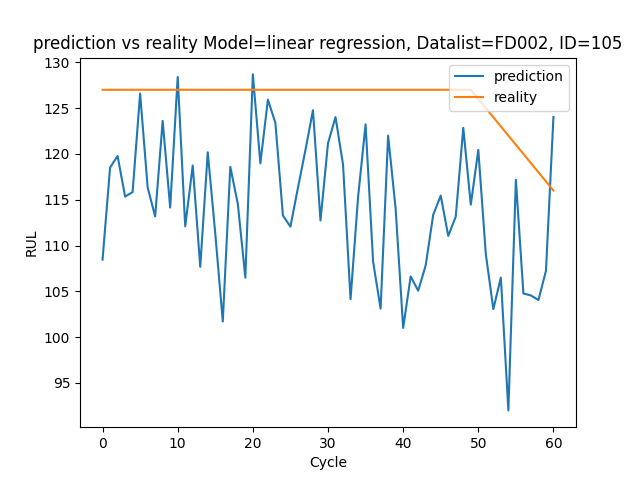 prediction vs reality Model=linear regression, Datalist=FD002, ID=105
prediction
reality
130
125
120
115
110
105
100
95
RUL
0 10 20 30 40 50 60
Cycle